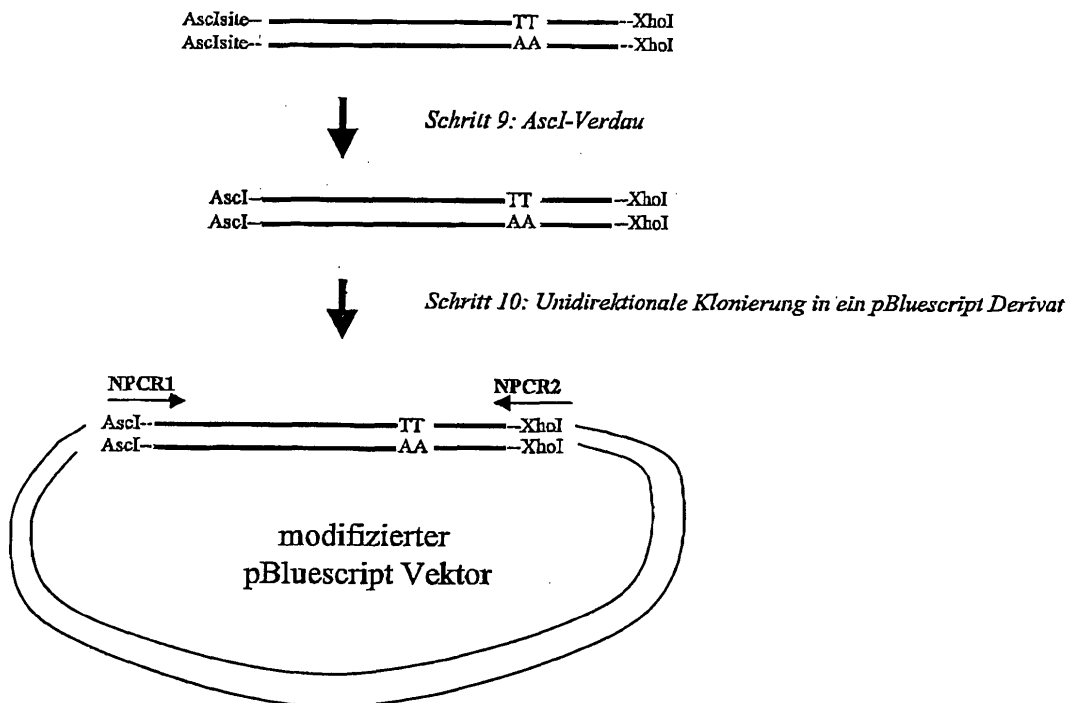 AscIsite- TT --XhoI
AscIsite-- AA --XhoI
Schritt 9: AscI-Verdau
AscI- TT --XhoI
AscI- AA --XhoI
Schritt 10: Unidirektionale Klonierung in ein pBluescript Derivat
NPCR1 NPCR2
AscI-- TT --XhoI
AscI-- AA --XhoI
modifizierter
pBluescript Vektor